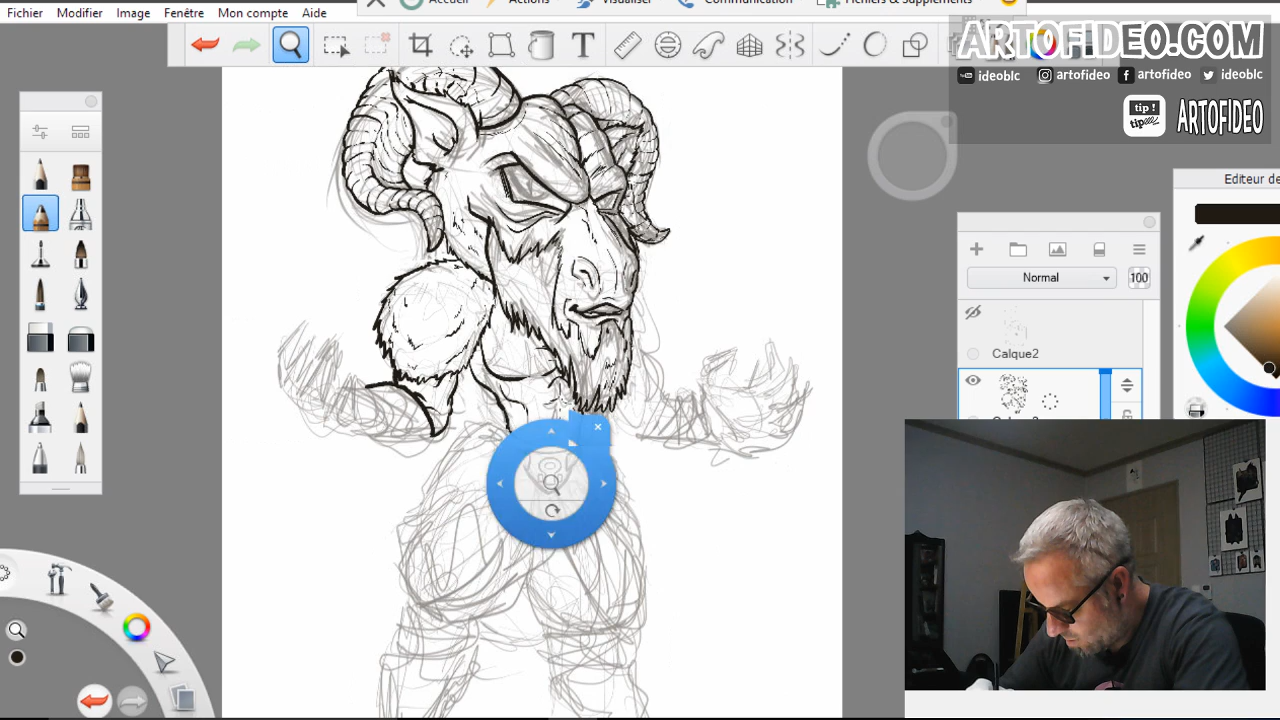 Accueil Actions Visualiser Communication Fichiers & Suppléments
Fichier Modifier Image Fenêtre Mon compte Aide
ARTOFIDEO.COM
ideoblc artofideo artofideo ideoblc
tip !
tip
ARTOFIDEO
T
Editeur de
Normal 100
Calque2